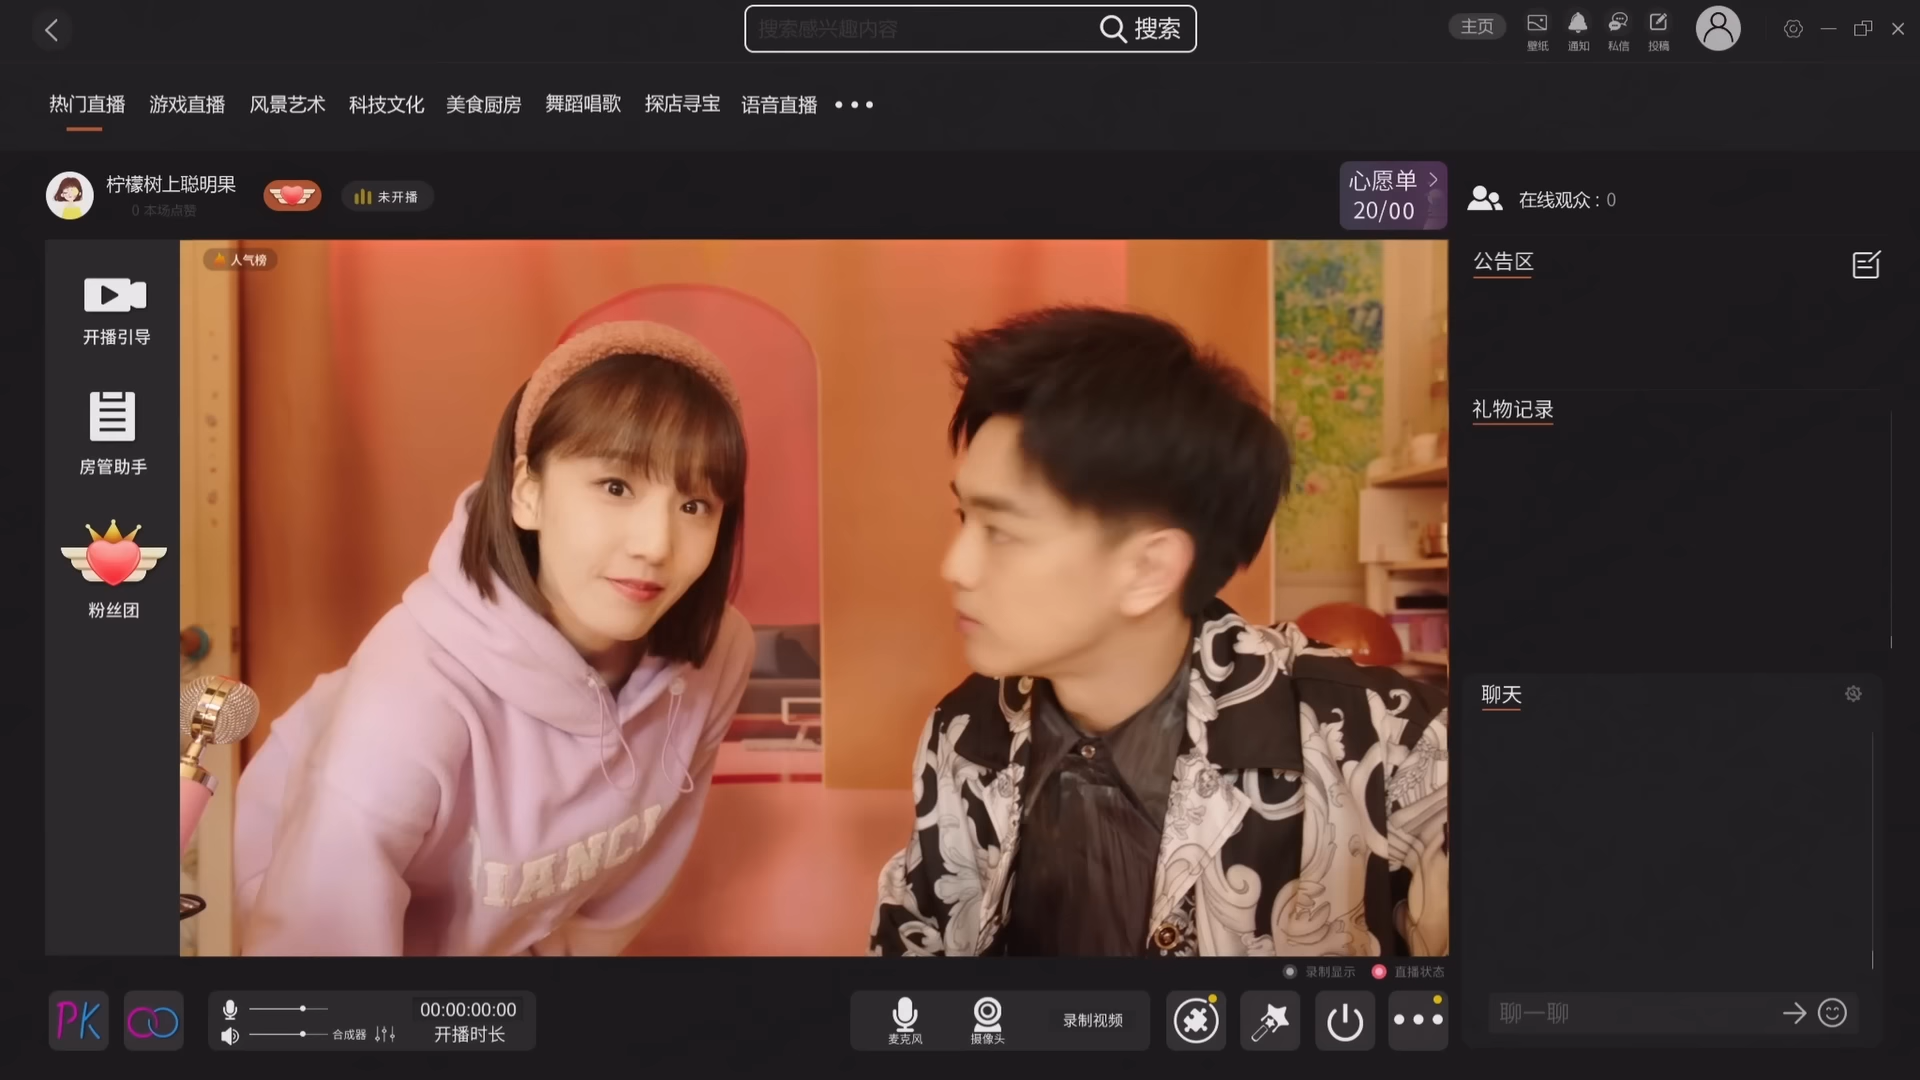 搜索感兴趣内容
搜索
主页
壁纸
通知
私信
投稿
热门直播
游戏直播
风景艺术
科技文化
美食厨房
舞蹈唱歌
探店寻宝
语音直播
柠檬树上聪明果
0 本场点赞
未开播
心愿单
20/00
在线观众 : 0
人气榜
开播引导
房管助手
粉丝团
公告区
礼物记录
聊天
录制显示
直播状态
PK
合成器
00:00:00:00
开播时长
麦克风
摄像头
录制视频
聊一聊